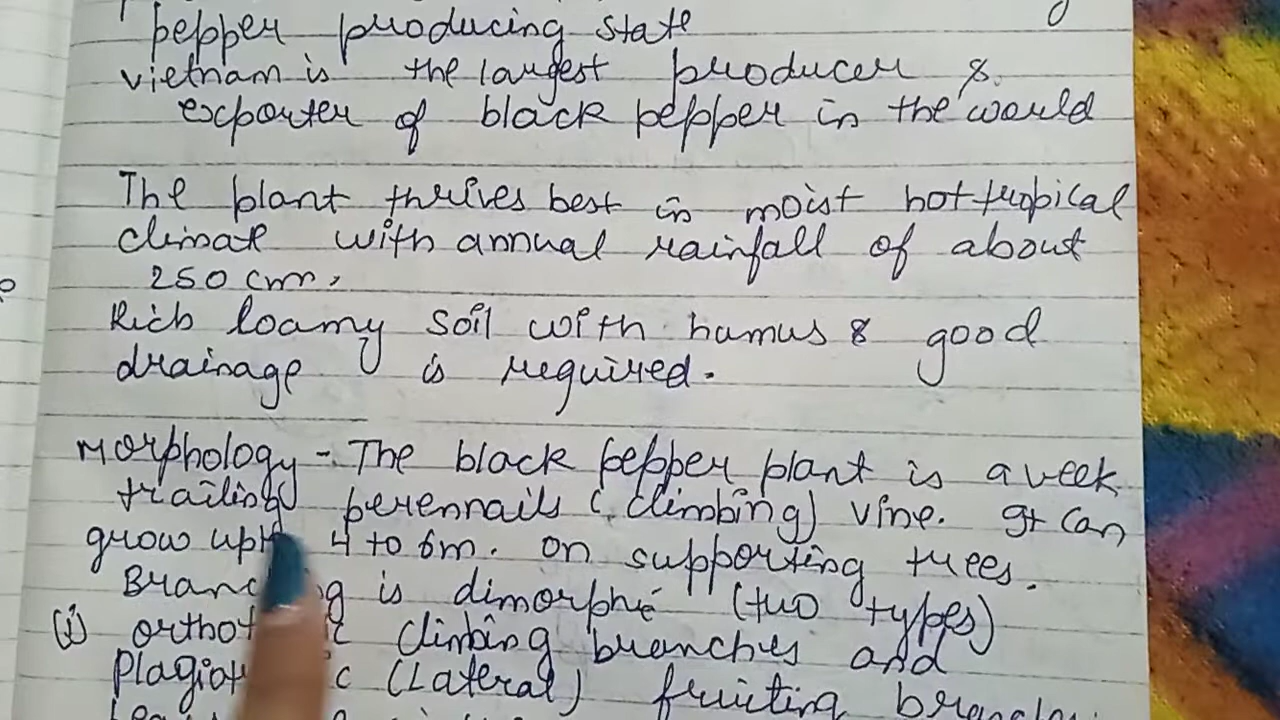 pepper producing state
vietnam is the largest producer &
exporter of black pepper in the world
The plant thrives best in moist hot tropical
climate with annual rainfall of about
250 cm.
Rich loamy soil with humus & good
drainage is required.
Morphology - The black pepper plant is a week
trailing perennails (climbing) vine. It can
grow upto 4 to 6m. on supporting trees.
is dimorphic (two types)
(i) climbing branches and
(Lateral) fruiting